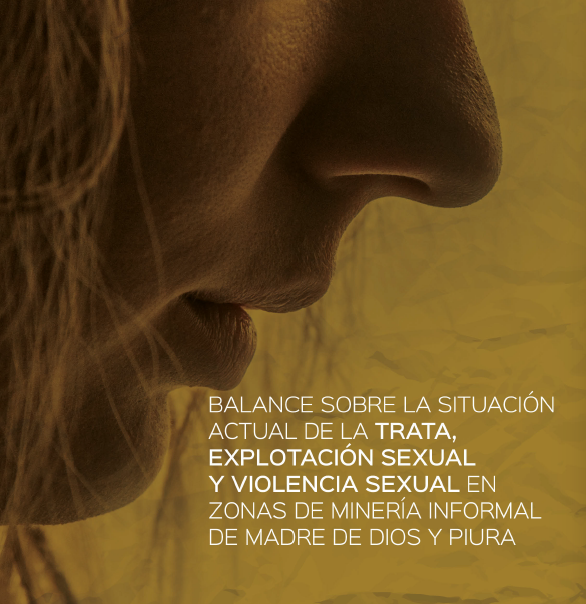 BALANCE SOBRE LA SITUACIÓN
ACTUAL DE LA TRATA,
EXPLOTACIÓN SEXUAL
Y VIOLENCIA SEXUAL EN
ZONAS DE MINERÍA INFORMAL
DE MADRE DE DIOS Y PIURA